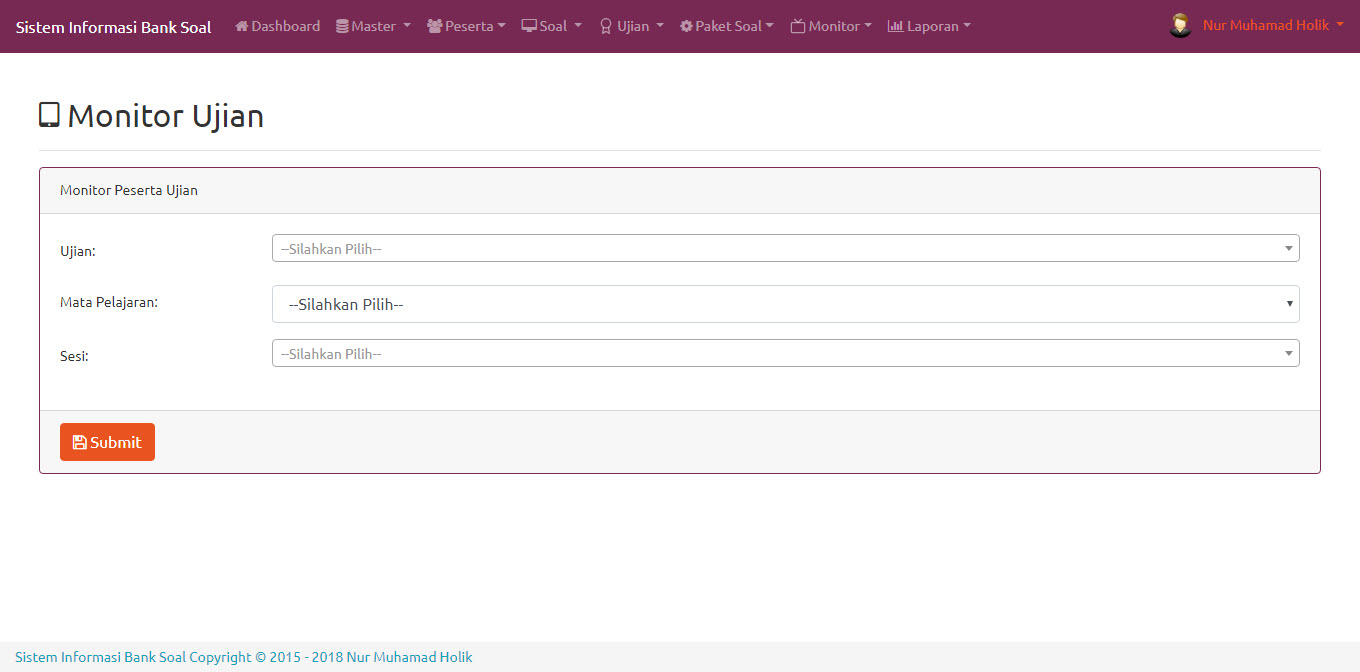 Sistem Informasi Bank Soal Dashboard Master Peserta Soal Ujian Paket Soal Monitor Laporan Nur Muhamad Holik
Monitor Ujian
Monitor Peserta Ujian
Ujian: --Silahkan Pilih--
Mata Pelajaran: --Silahkan Pilih--
Sesi: --Silahkan Pilih--
Submit
Sistem Informasi Bank Soal Copyright © 2015 - 2018 Nur Muhamad Holik